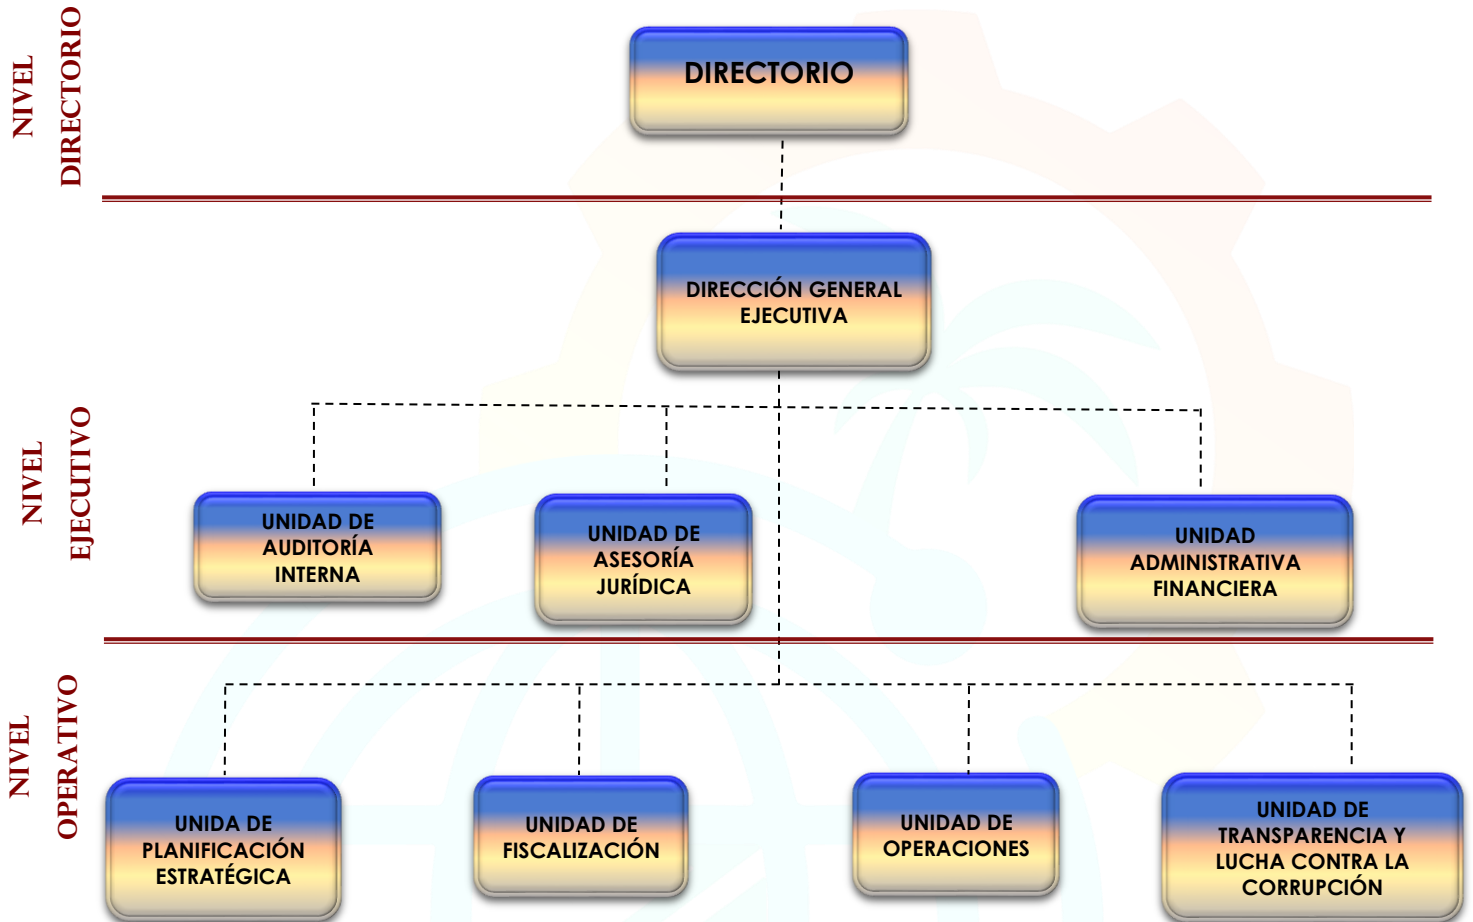 NIVEL
DIRECTORIO
DIRECTORIO
DIRECCIÓN GENERAL
EJECUTIVA
NIVEL
EJECUTIVO
UNIDAD DE
AUDITORÍA
INTERNA
UNIDAD DE
ASESORÍA
JURÍDICA
UNIDAD
ADMINISTRATIVA
FINANCIERA
NIVEL
OPERATIVO
UNIDA DE
PLANIFICACIÓN
ESTRATÉGICA
UNIDAD DE
FISCALIZACIÓN
UNIDAD DE
OPERACIONES
UNIDAD DE
TRANSPARENCIA Y
LUCHA CONTRA LA
CORRUPCIÓN